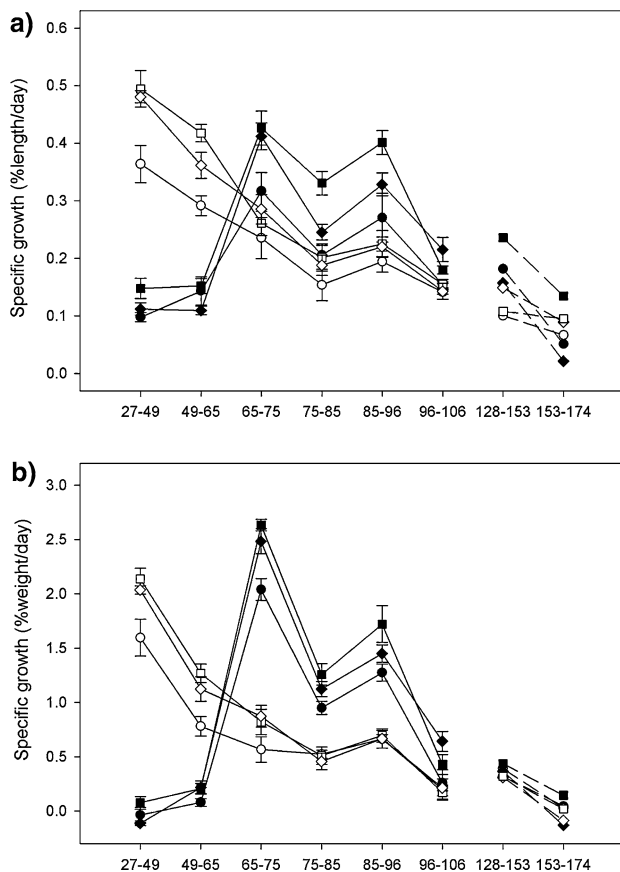 a)
Specific growth (%length/day)
0.6
0.5
0.4
0.3
0.2
0.1
0.0
27-49 49-65 65-75 75-85 85-96 96-106 128-153 153-174
b)
Specific growth (%weight/day)
3.0
2.5
2.0
1.5
1.0
0.5
0.0
27-49 49-65 65-75 75-85 85-96 96-106 128-153 153-174